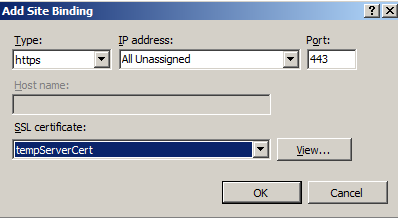 Add Site Binding
Type: IP address: Port:
https All Unassigned 443
Host name:
SSL certificate:
tempServerCert View...
OK Cancel